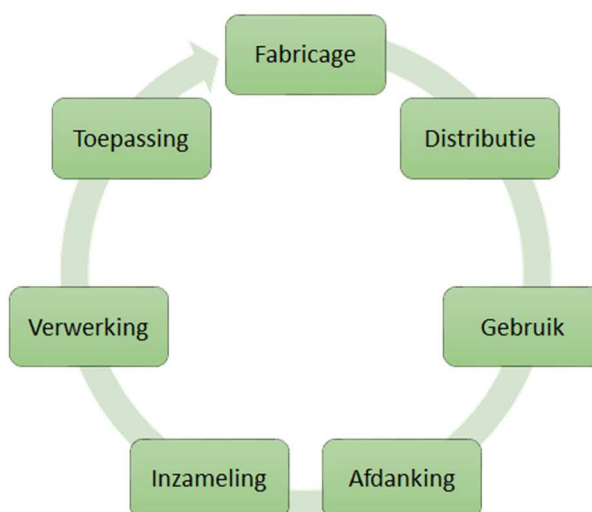 Fabricage
Distributie
Gebruik
Afdanking
Inzameling
Verwerking
Toepassing